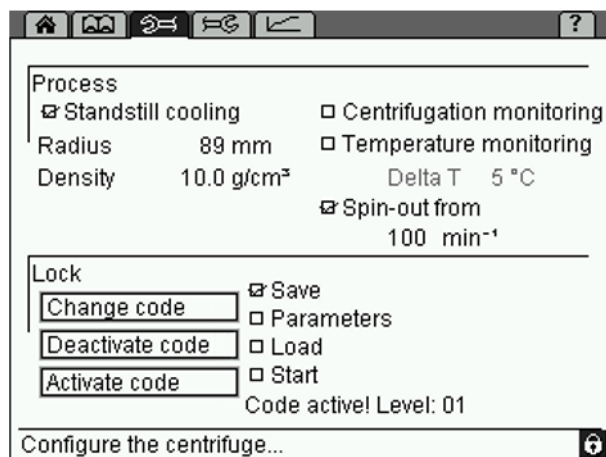 ?
Process
Standstill cooling
Centrifugation monitoring
Radius 89 mm
Temperature monitoring
Density 10.0 g/cm³
Delta T 5 °C
Spin-out from
100 min⁻¹
Lock
Change code
Save
Parameters
Deactivate code
Load
Activate code
Start
Code active! Level: 01
Configure the centrifuge...